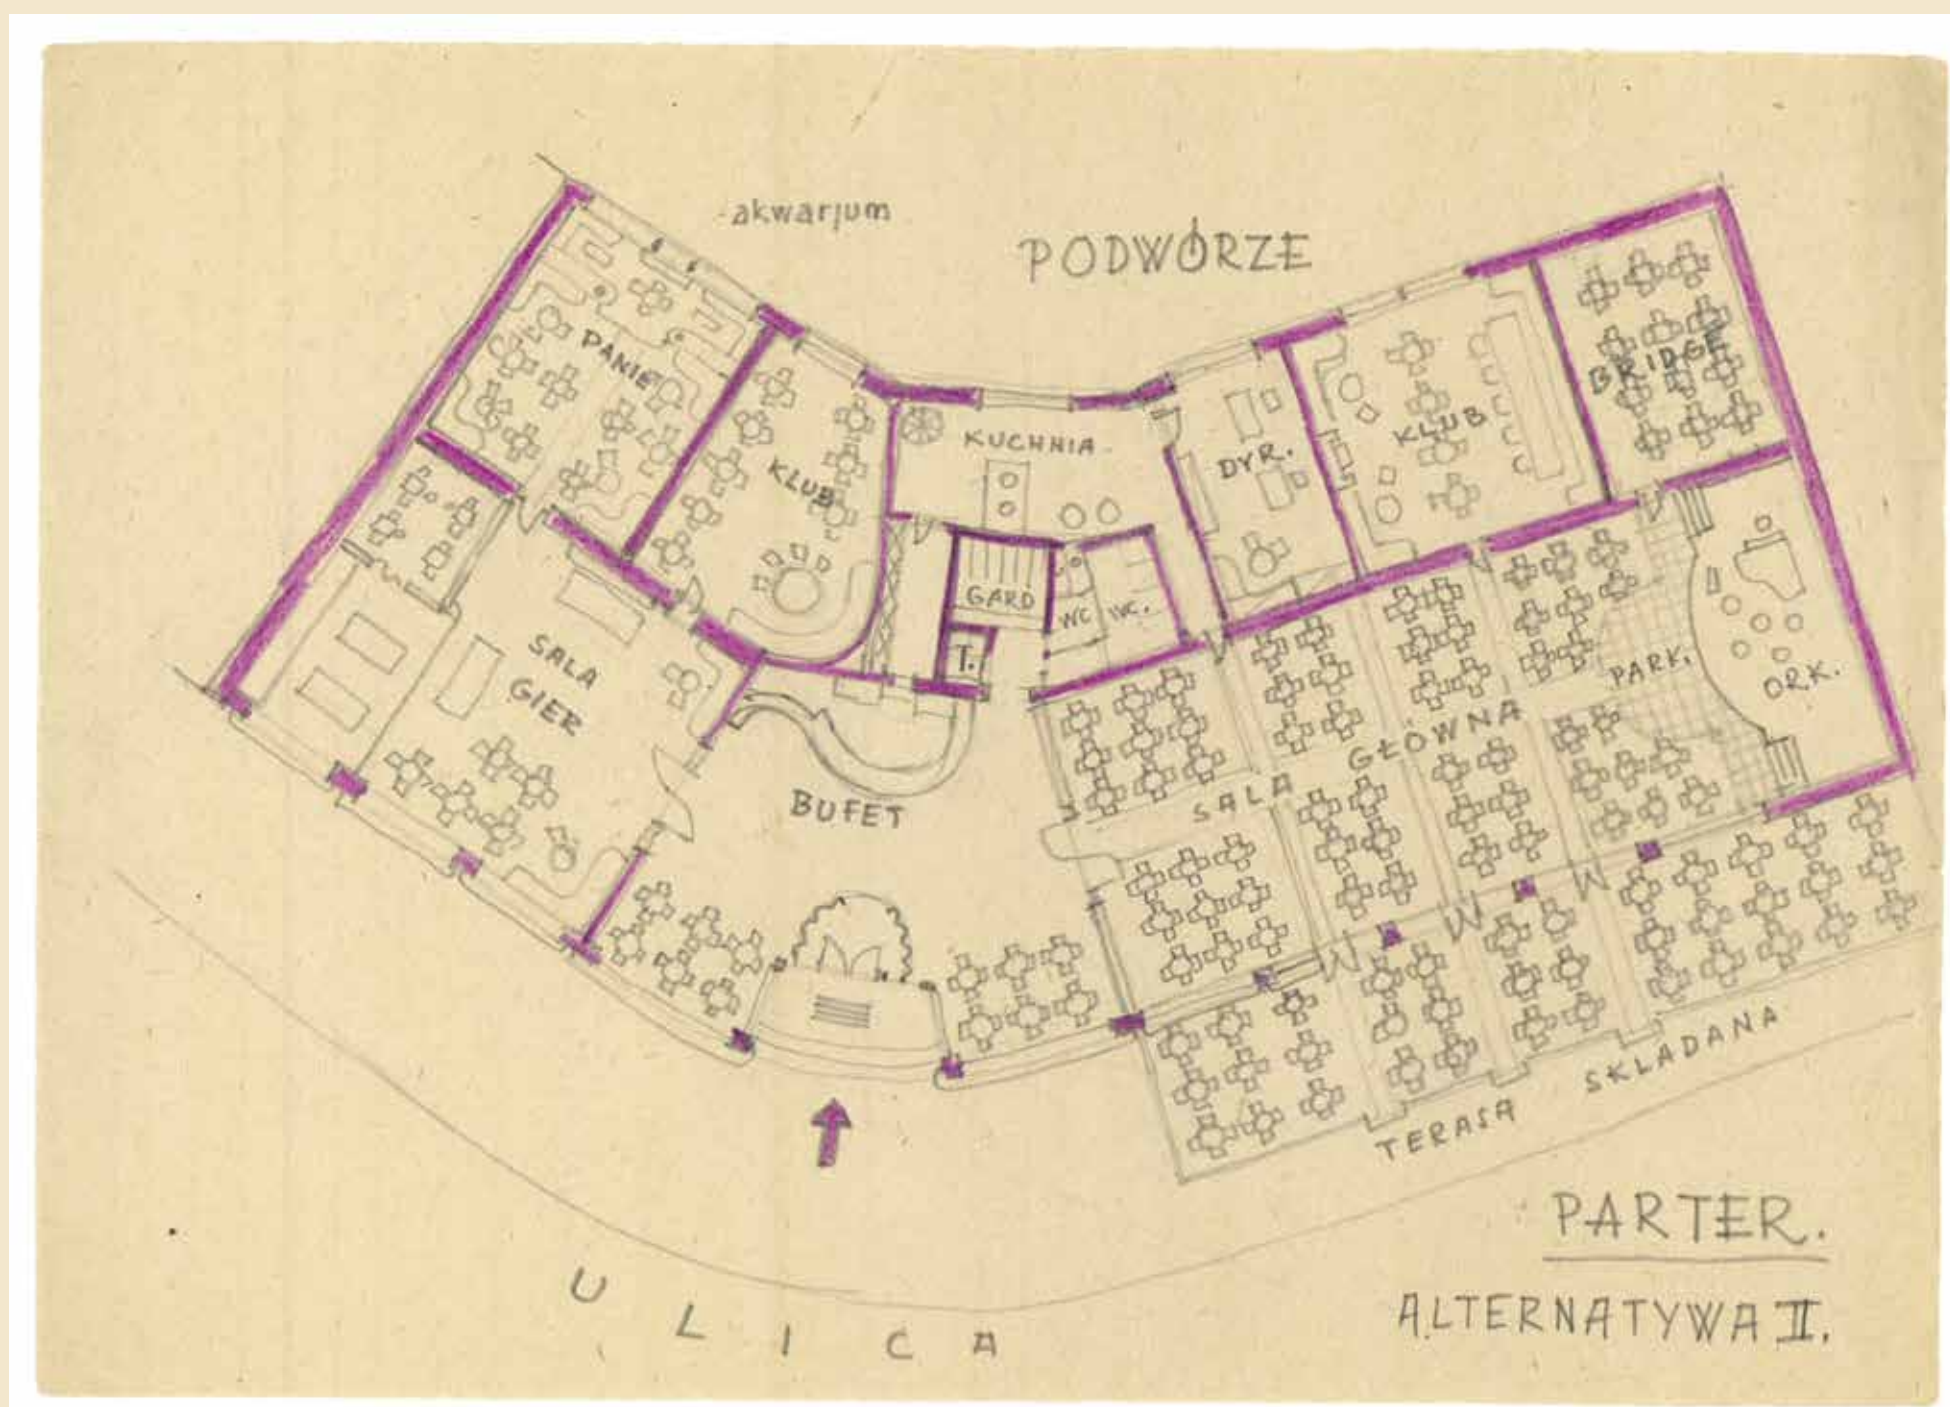 akwarjum
PODWÓRZE
PANIE
KLUB
KUCHNIA
DYR.
KLUB
BRIDGE
GARD
WC
WC.
T.
SALA
GIER
BUFET
SALA GŁÓWNA
PARK.
ORK.
TERASA SKŁADANA
ULICA
PARTER.
ALTERNATYWA II.